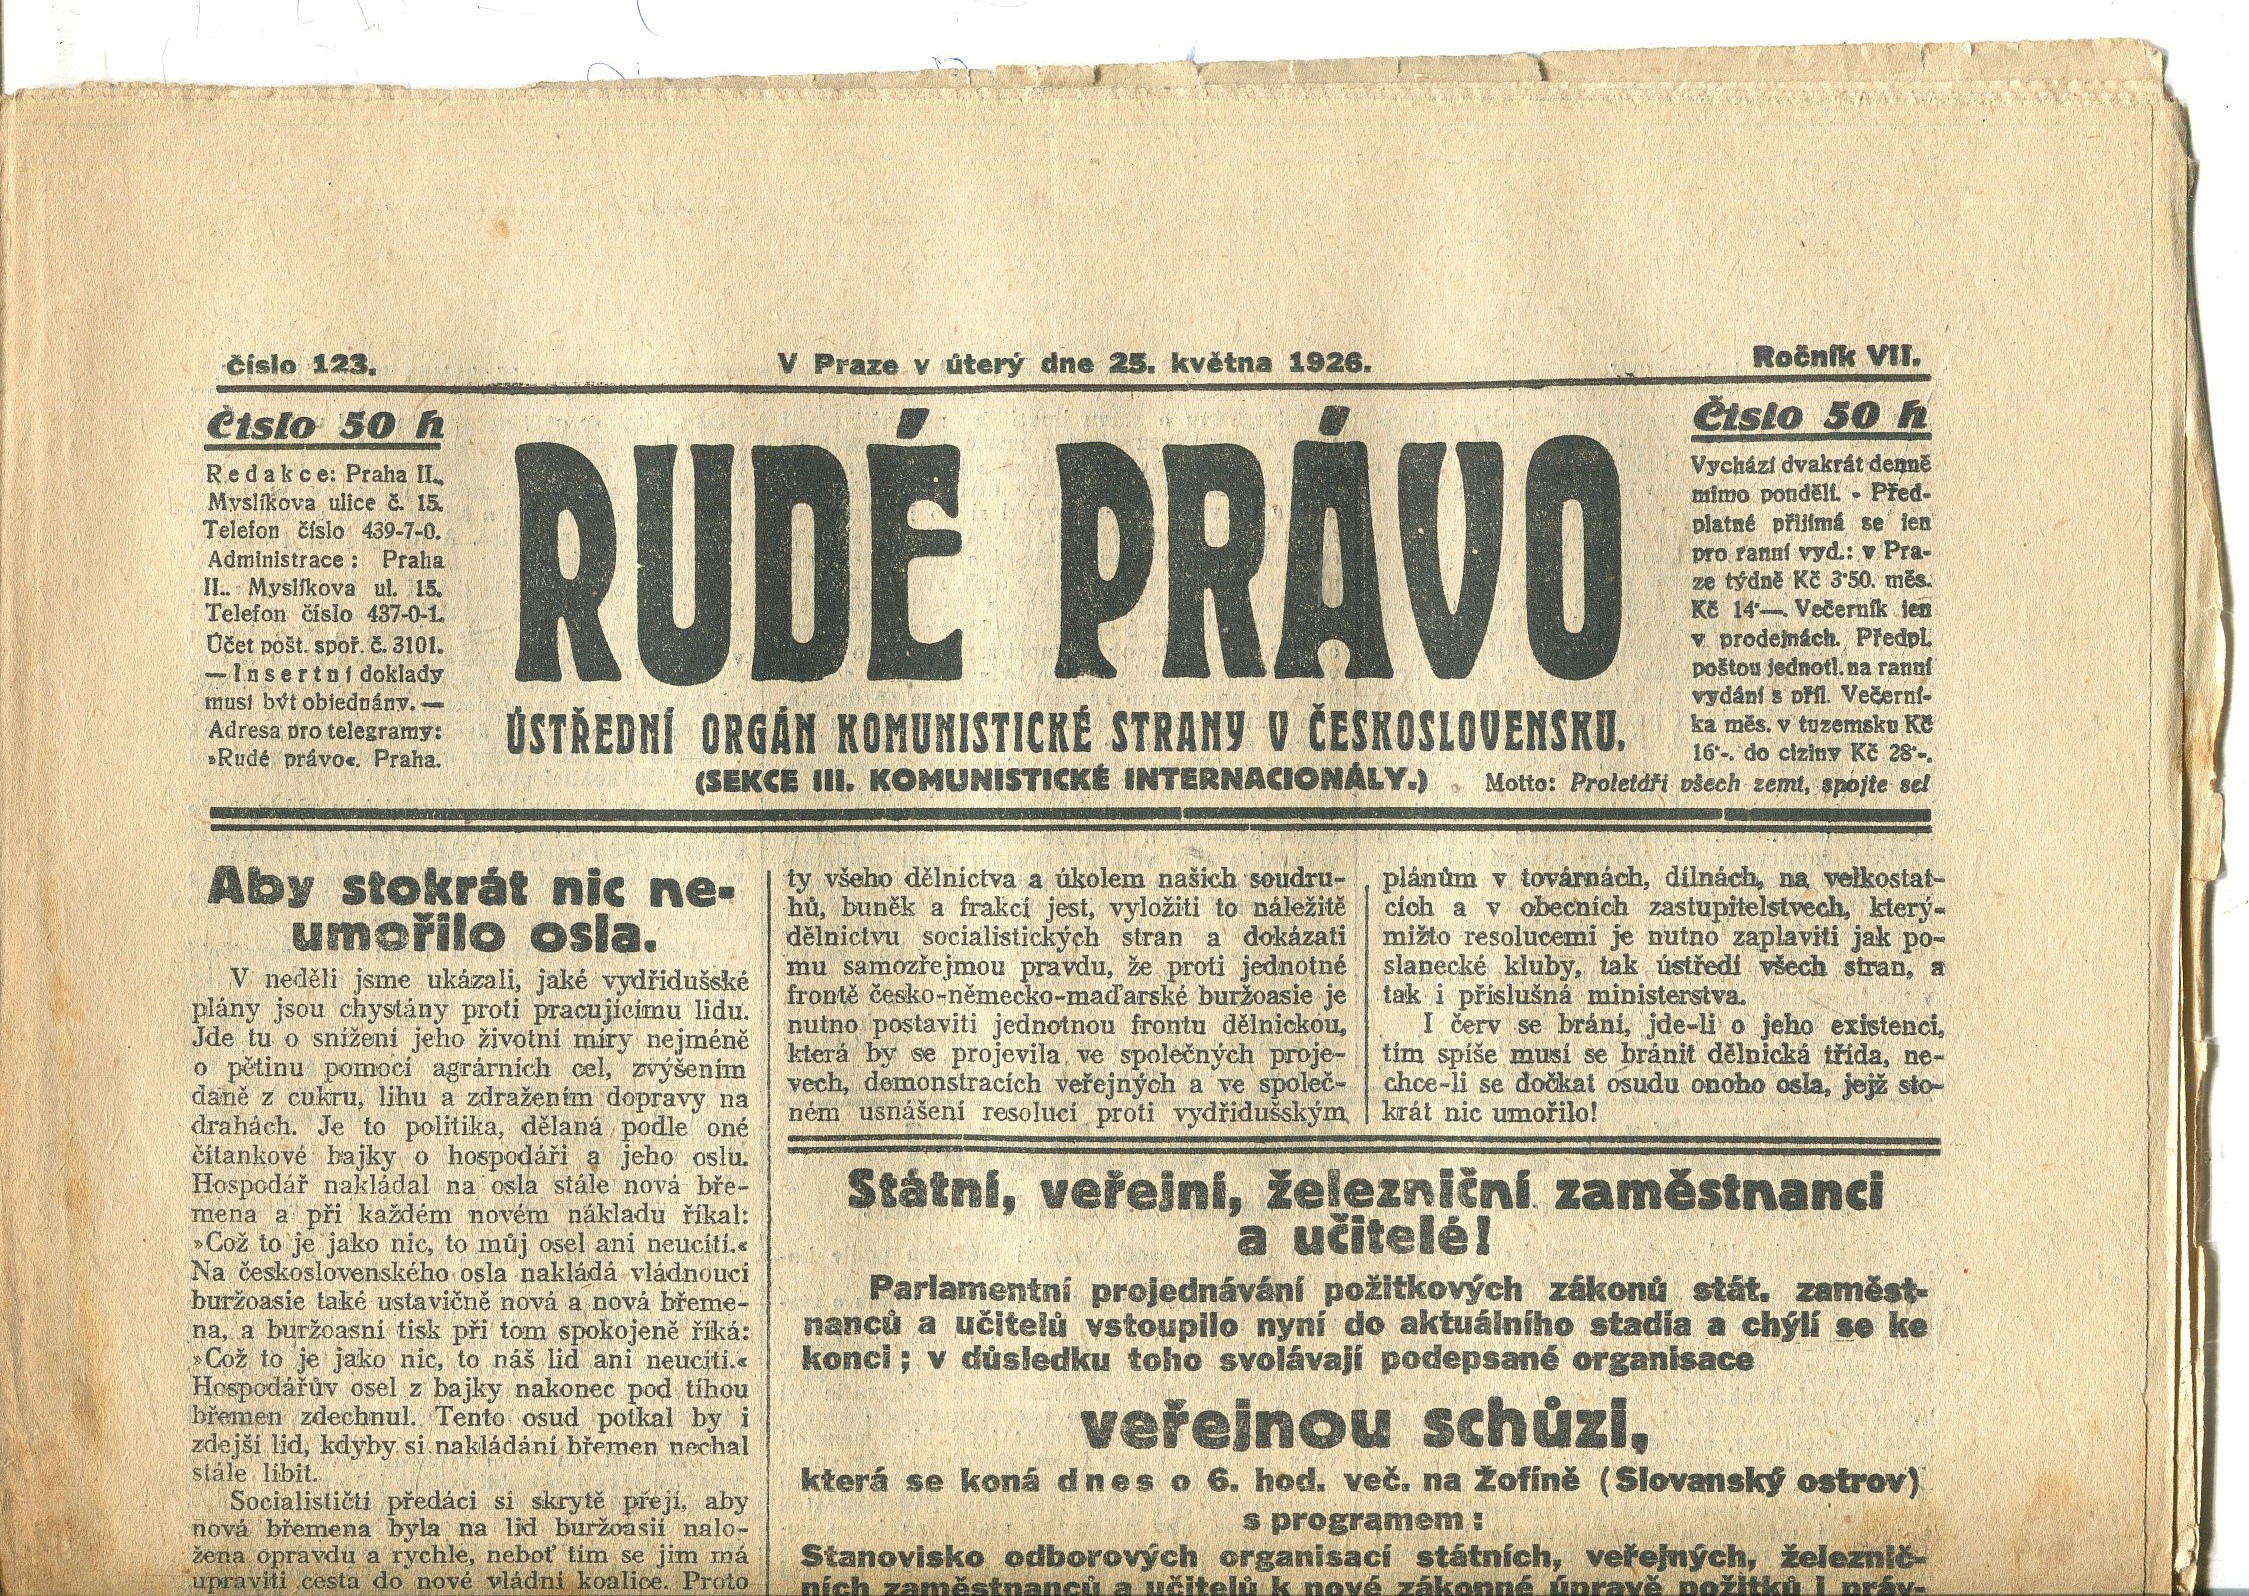 číslo 123.
V Praze v úterý dne 25. května 1926.
Ročník VII.
Číslo 50 h
Redakce: Praha II.,
Myslíkova ulice č. 15.
Telefon číslo 439-7-0.
Administrace: Praha
II.. Myslíkova ul. 15.
Telefon číslo 437-0-1.
Účet pošt. spoř. č. 3101.
— Insertní doklady
musí být objednány. —
Adresa pro telegramy:
»Rudé právo«. Praha.
RUDÉ PRÁVO
ÚSTŘEDNÍ ORGÁN KOMUNISTICKÉ STRANY V ČESKOSLOVENSKU.
(SEKCE III. KOMUNISTICKÉ INTERNACIONÁLY.)
Motto: Proletáři všech zemí, spojte se!
Číslo 50 h
Vychází dvakrát denně
mimo pondělí. - Před-
platné přijímá se jen
pro ranní vyd.: v Pra-
ze týdně Kč 3·50. měs.
Kč 14·—. Večerník jen
v prodejnách. Předpl.
poštou jednotl. na ranní
vydání s příl. Večerní-
ka měs. v tuzemsku Kč
16·-. do ciziny Kč 28·-.
Aby stokrát nic ne-
umořilo osla.
V neděli jsme ukázali, jaké vydřidušské
plány jsou chystány proti pracujícímu lidu.
Jde tu o snížení jeho životní míry nejméně
o pětinu pomocí agrárních cel, zvýšením
daně z cukru, lihu a zdražením dopravy na
drahách. Je to politika, dělaná podle oné
čítankové bajky o hospodáři a jeho oslu.
Hospodář nakládal na osla stále nová bře-
mena a při každém novém nákladu říkal:
»Což to je jako nic, to můj osel ani neucítí.«
Na československého osla nakládá vládnoucí
buržoasie také ustavičně nová a nová břeme-
na, a buržoasní tisk při tom spokojeně říká:
»Což to je jako nic, to náš lid ani neucítí.«
Hospodářův osel z bajky nakonec pod tíhou
břemen zdechnul. Tento osud potkal by i
zdejší lid, kdyby si nakládání břemen nechal
stále líbit.
Socialističtí předáci si skrytě přejí, aby
nová břemena byla na lid buržoasií nalo-
žena opravdu a rychle, neboť tím se jim má
upraviti cesta do nové vládní koalice. Proto
ty všeho dělnictva a úkolem našich soudru-
hů, buněk a frakcí jest, vyložiti to náležitě
dělnictvu socialistických stran a dokázati
mu samozřejmou pravdu, že proti jednotné
frontě česko-německo-maďarské buržoasie je
nutno postaviti jednotnou frontu dělnickou,
která by se projevila ve společných proje-
vech, demonstracích veřejných a ve společ-
ném usnášení resolucí proti vydřidušským
plánům v továrnách, dílnách, na velkostat-
cích a v obecních zastupitelstvech, který-
mižto resolucemi je nutno zaplaviti jak po-
slanecké kluby, tak ústředí všech stran, a
tak i příslušná ministerstva.
I červ se brání, jde-li o jeho existenci,
tím spíše musí se bránit dělnická třída, ne-
chce-li se dočkat osudu onoho osla, jejž sto-
krát nic umořilo!
Státní, veřejní, železniční zaměstnanci
a učitelé!
Parlamentní projednávání požitkových zákonů stát. zaměst-
nanců a učitelů vstoupilo nyní do aktuálního stadia a chýlí se ke
konci; v důsledku toho svolávají podepsané organisace
veřejnou schůzi,
která se koná dnes o 6. hod. več. na Žofíně (Slovanský ostrov)
s programem:
Stanovisko odborových organisací státních, veřejných, železnič-
ních zaměstnanců a učitelů k nové zákonné úpravě požitků i práv-